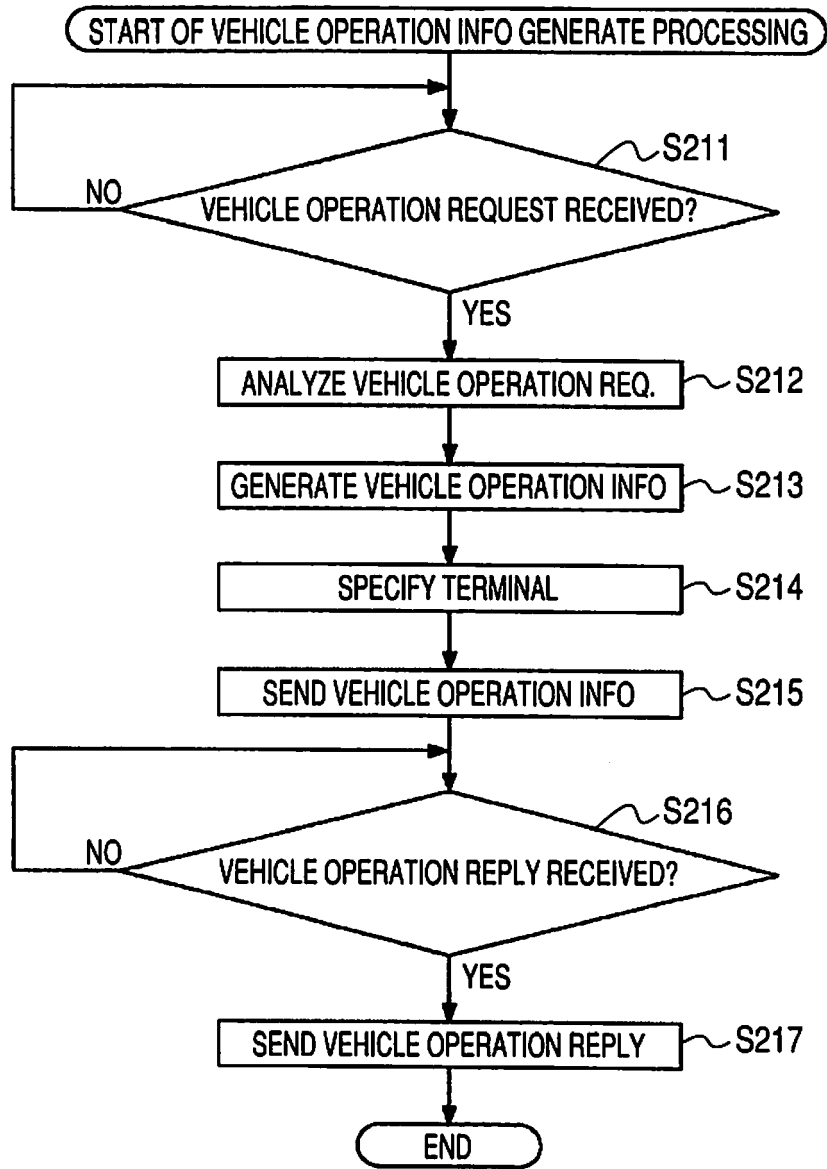 START OF VEHICLE OPERATION INFO GENERATE PROCESSING
S211
NO
VEHICLE OPERATION REQUEST RECEIVED?
YES
ANALYZE VEHICLE OPERATION REQ.
S212
GENERATE VEHICLE OPERATION INFO
S213
SPECIFY TERMINAL
S214
SEND VEHICLE OPERATION INFO
S215
S216
NO
VEHICLE OPERATION REPLY RECEIVED?
YES
SEND VEHICLE OPERATION REPLY
S217
END